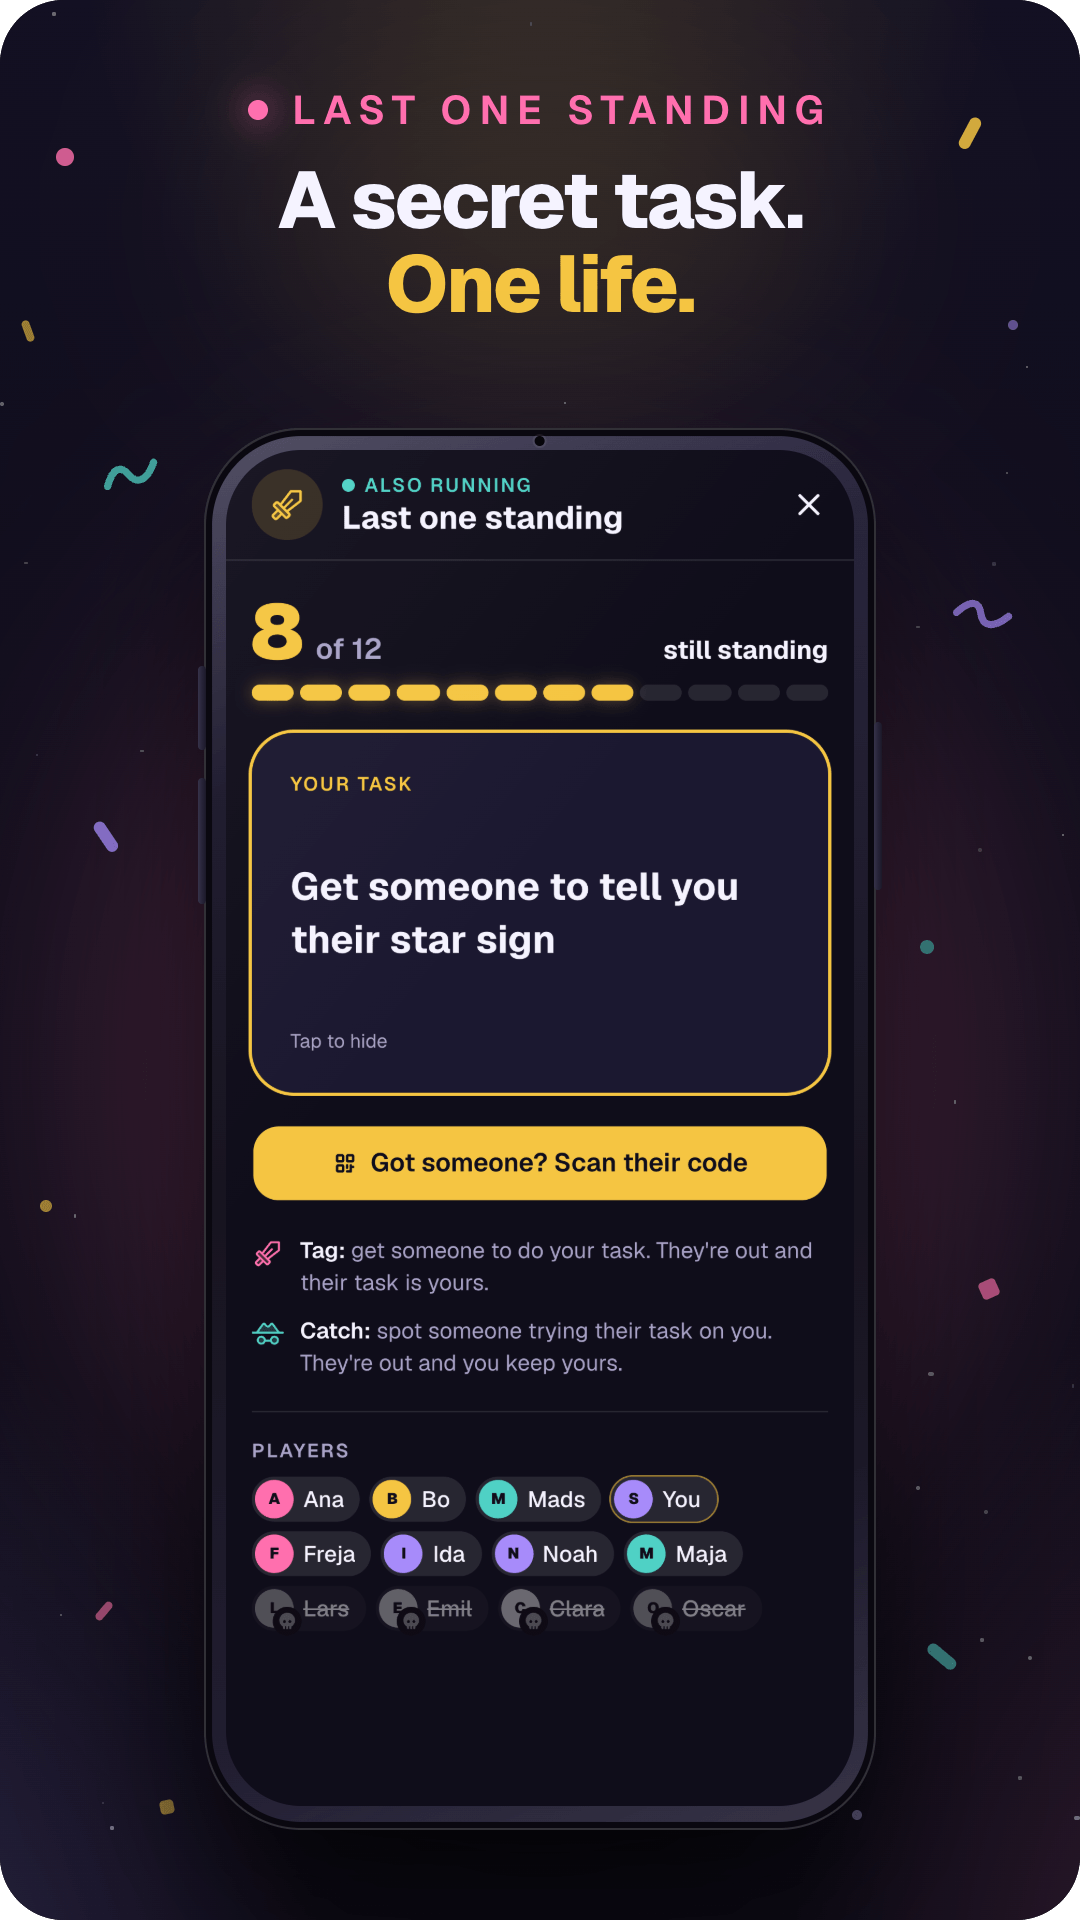 LAST ONE STANDING
A secret task.
One life.
ALSO RUNNING
Last one standing
8 of 12
still standing
YOUR TASK
Get someone to tell you
their star sign
Tap to hide
Got someone? Scan their code
Tag: get someone to do your task. They're out and
their task is yours.
Catch: spot someone trying their task on you.
They're out and you keep yours.
PLAYERS
A Ana B Bo M Mads S You
F Freja I Ida N Noah M Maja
L Lars E Emil C Clara O Oscar